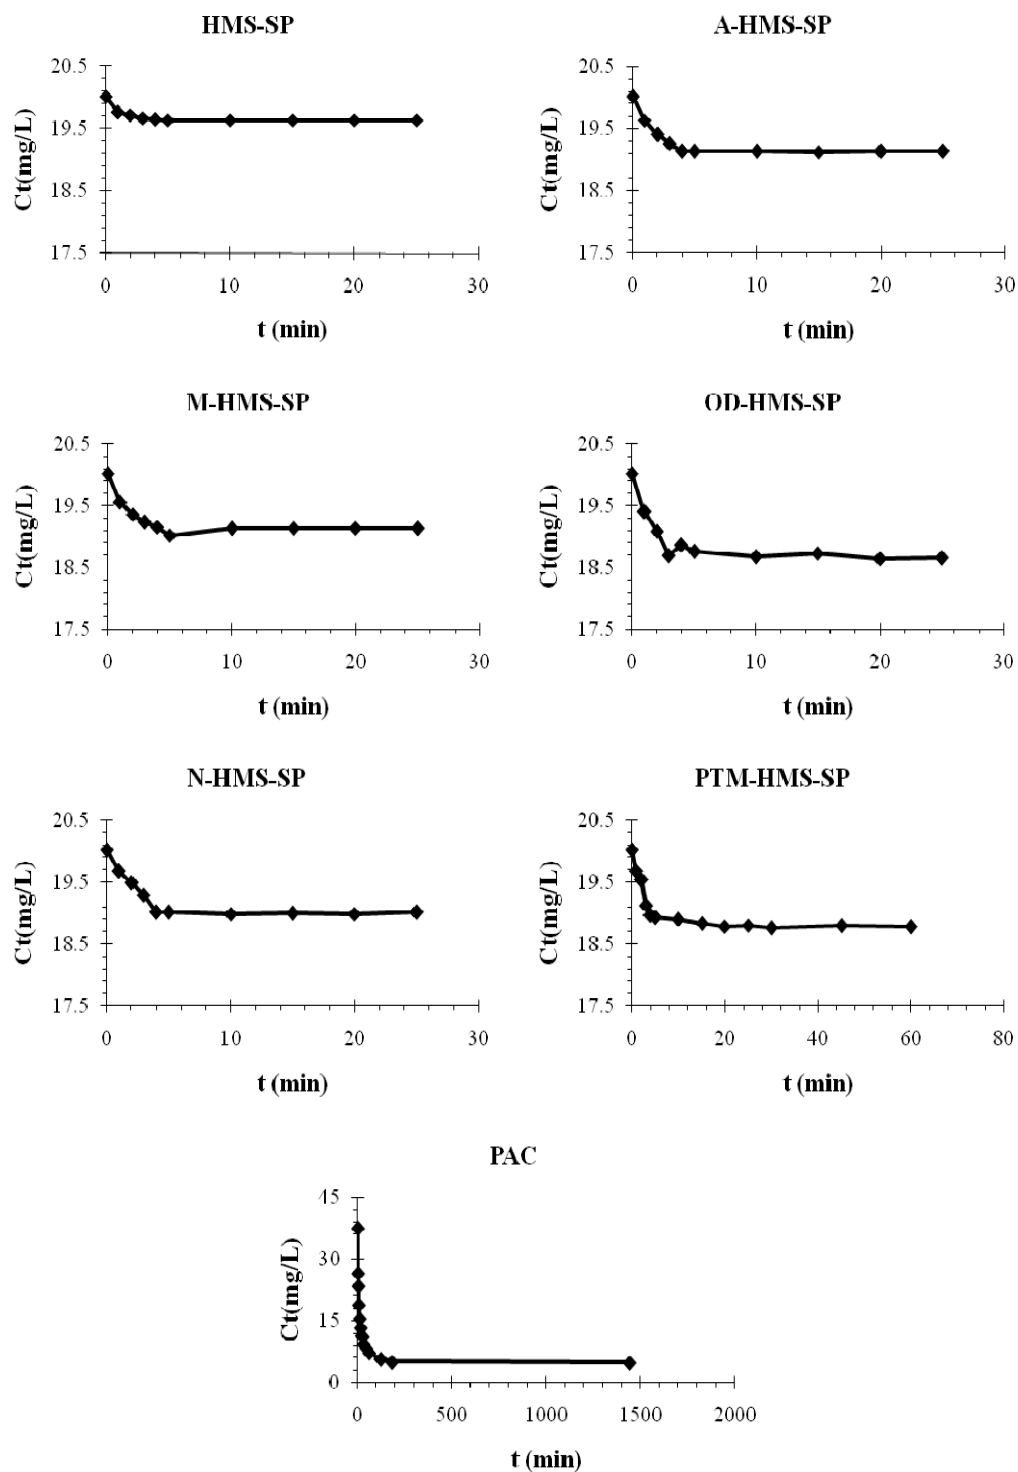 HMS-SP
20.5
19.5
18.5
17.5
Ct(mg/L)
0
10
20
30
t (min)
A-HMS-SP
20.5
19.5
18.5
17.5
Ct(mg/L)
0
10
20
30
t (min)
M-HMS-SP
20.5
19.5
18.5
17.5
Ct(mg/L)
0
10
20
30
t (min)
OD-HMS-SP
20.5
19.5
18.5
17.5
Ct(mg/L)
0
10
20
30
t (min)
N-HMS-SP
20.5
19.5
18.5
17.5
Ct(mg/L)
0
10
20
30
t (min)
PTM-HMS-SP
20.5
19.5
18.5
17.5
Ct(mg/L)
0
20
40
60
80
t (min)
PAC
45
30
15
0
Ct(mg/L)
0
500
1000
1500
2000
t (min)